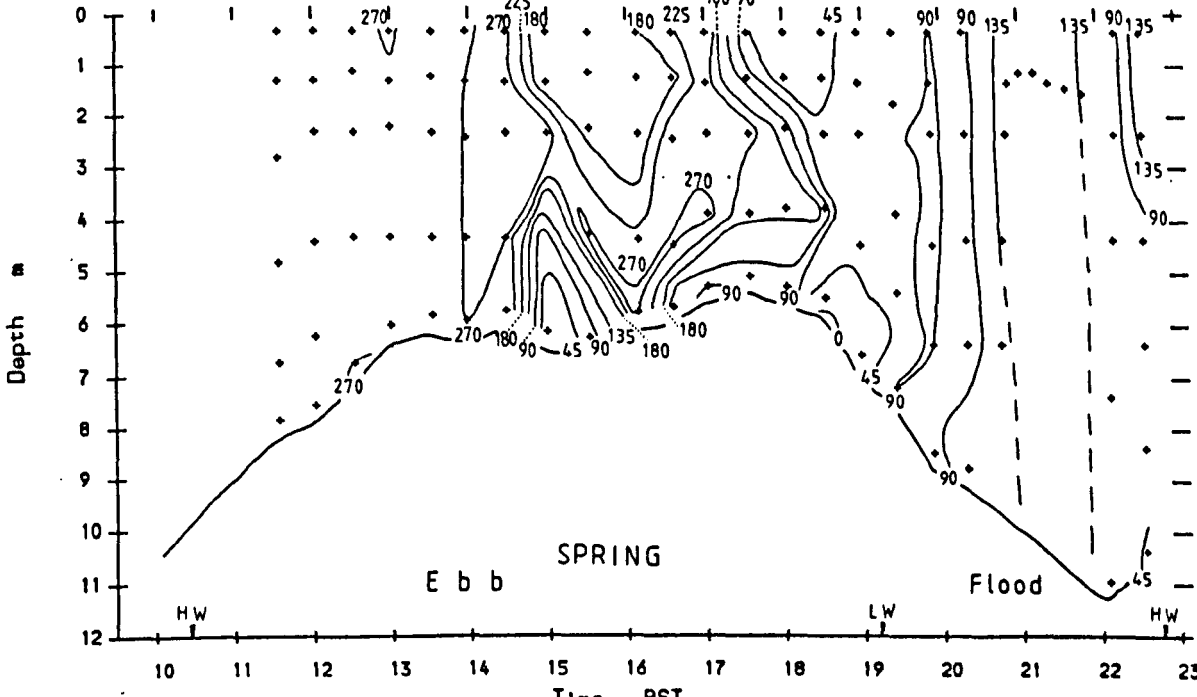 0 270 270 225 180 180 225 45 90 90 135 135 90 135
1
2
3 270 135
4 90
5 270
6 270 180 90 45 90 135 180 180 90 90 0
7 270 45 90
8
9 90
10 SPRING
11 Ebb Flood 45
12 HW LW HW
10 11 12 13 14 15 16 17 18 19 20 21 22
Depth m